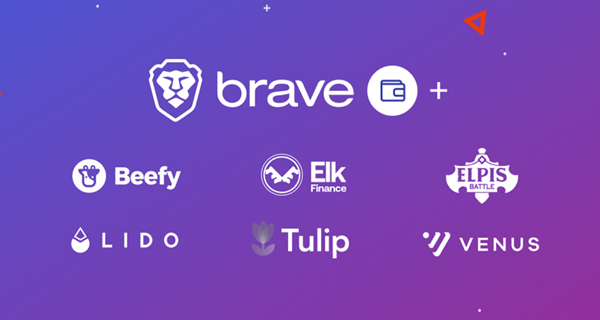 brave +
Beefy
Elk
Finance
ELPIS
BATTLE
LIDO
Tulip
VENUS